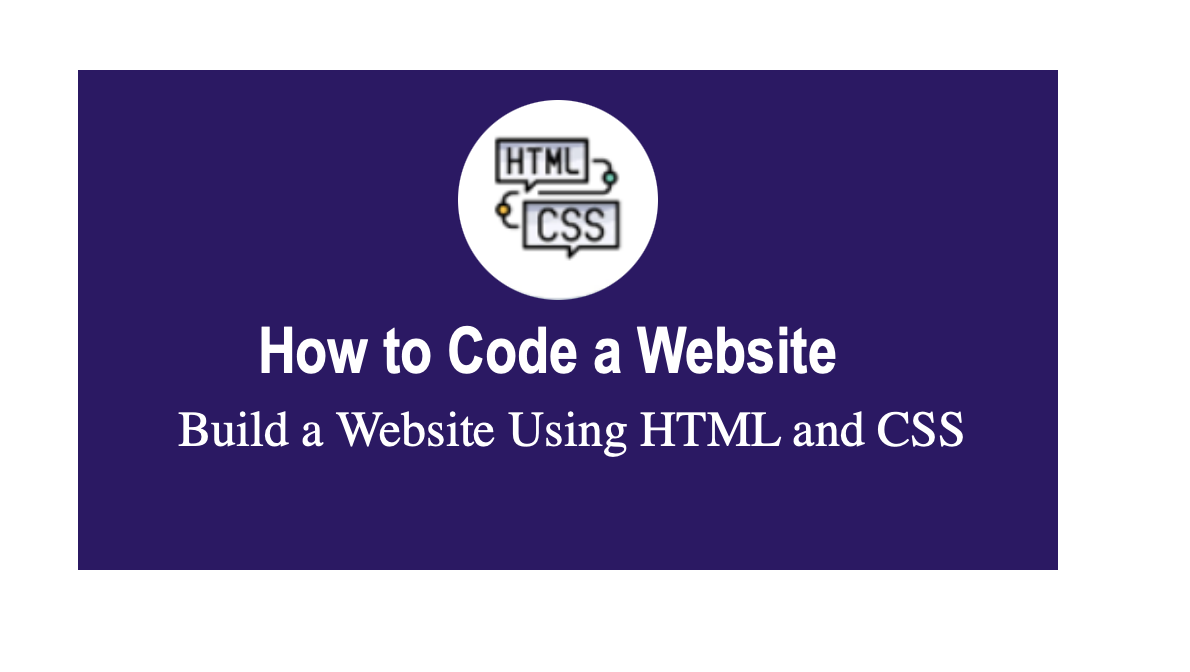 HTML
CSS
How to Code a Website
Build a Website Using HTML and CSS